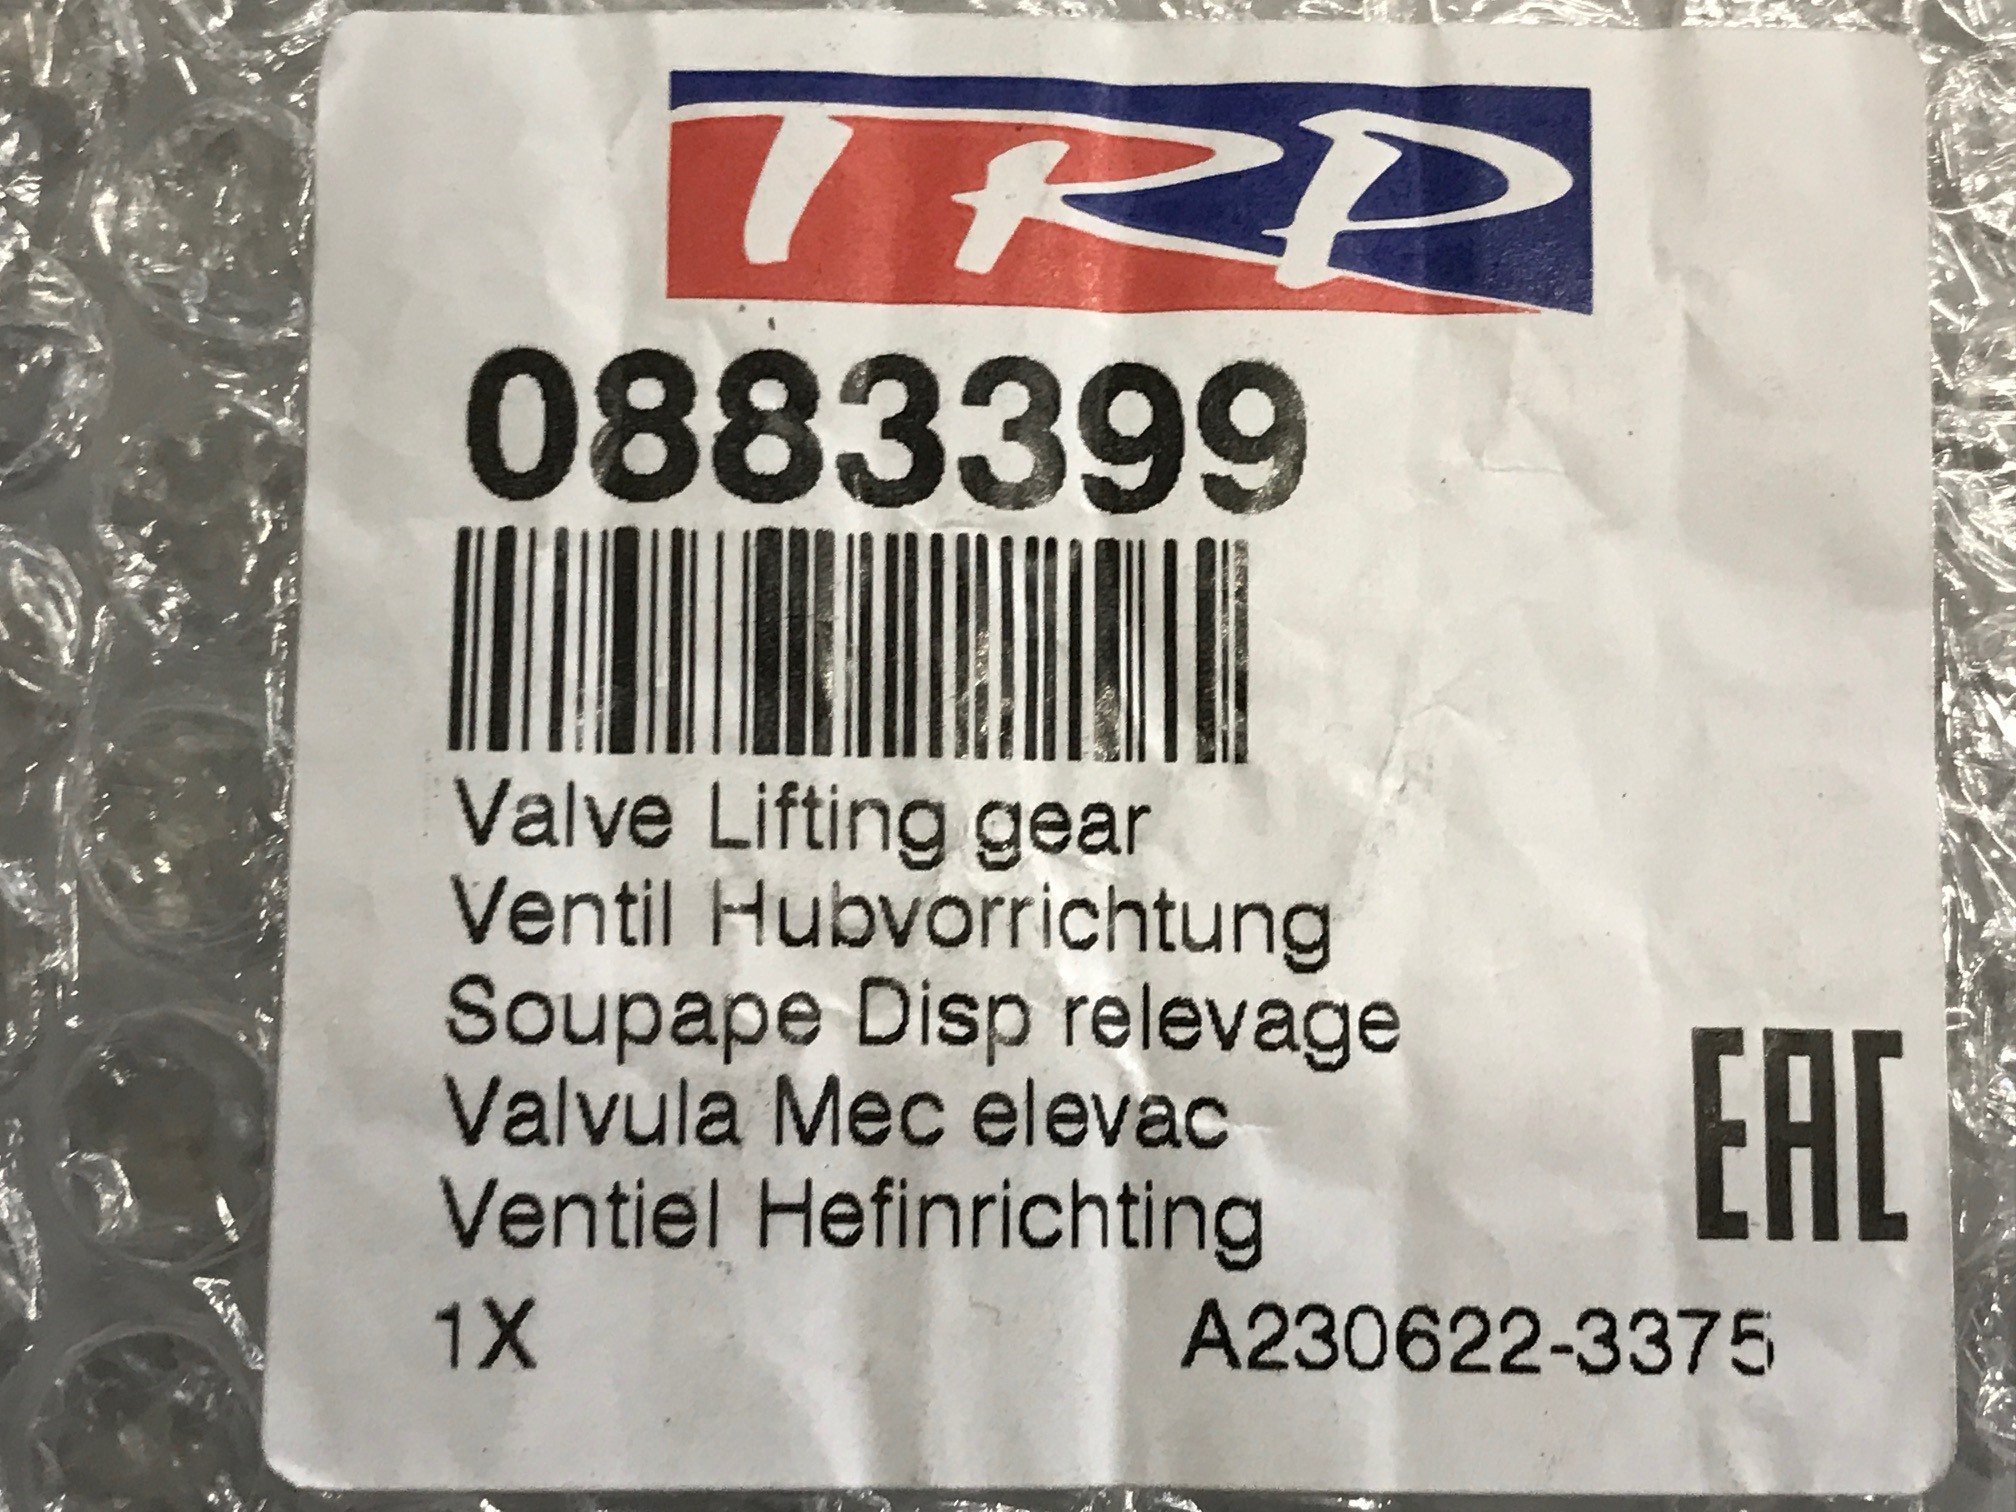 TRP
0883399
Valve Lifting gear
Ventil Hubvorrichtung
Soupape Disp relevage
Valvula Mec elevac
Ventiel Hefinrichting
EAC
1X A230622-3375